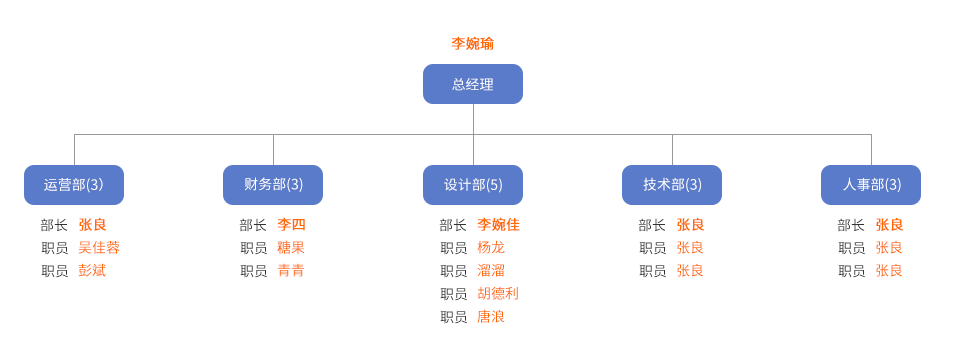 李婉瑜
总经理
运营部(3）
财务部(3)
设计部(5)
技术部(3)
人事部(3)
部长 张良
职员 吴佳蓉
职员 彭斌
部长 李四
职员 糖果
职员 青青
部长 李婉佳
职员 杨龙
职员 溜溜
职员 胡德利
职员 唐浪
部长 张良
职员 张良
职员 张良
部长 张良
职员 张良
职员 张良